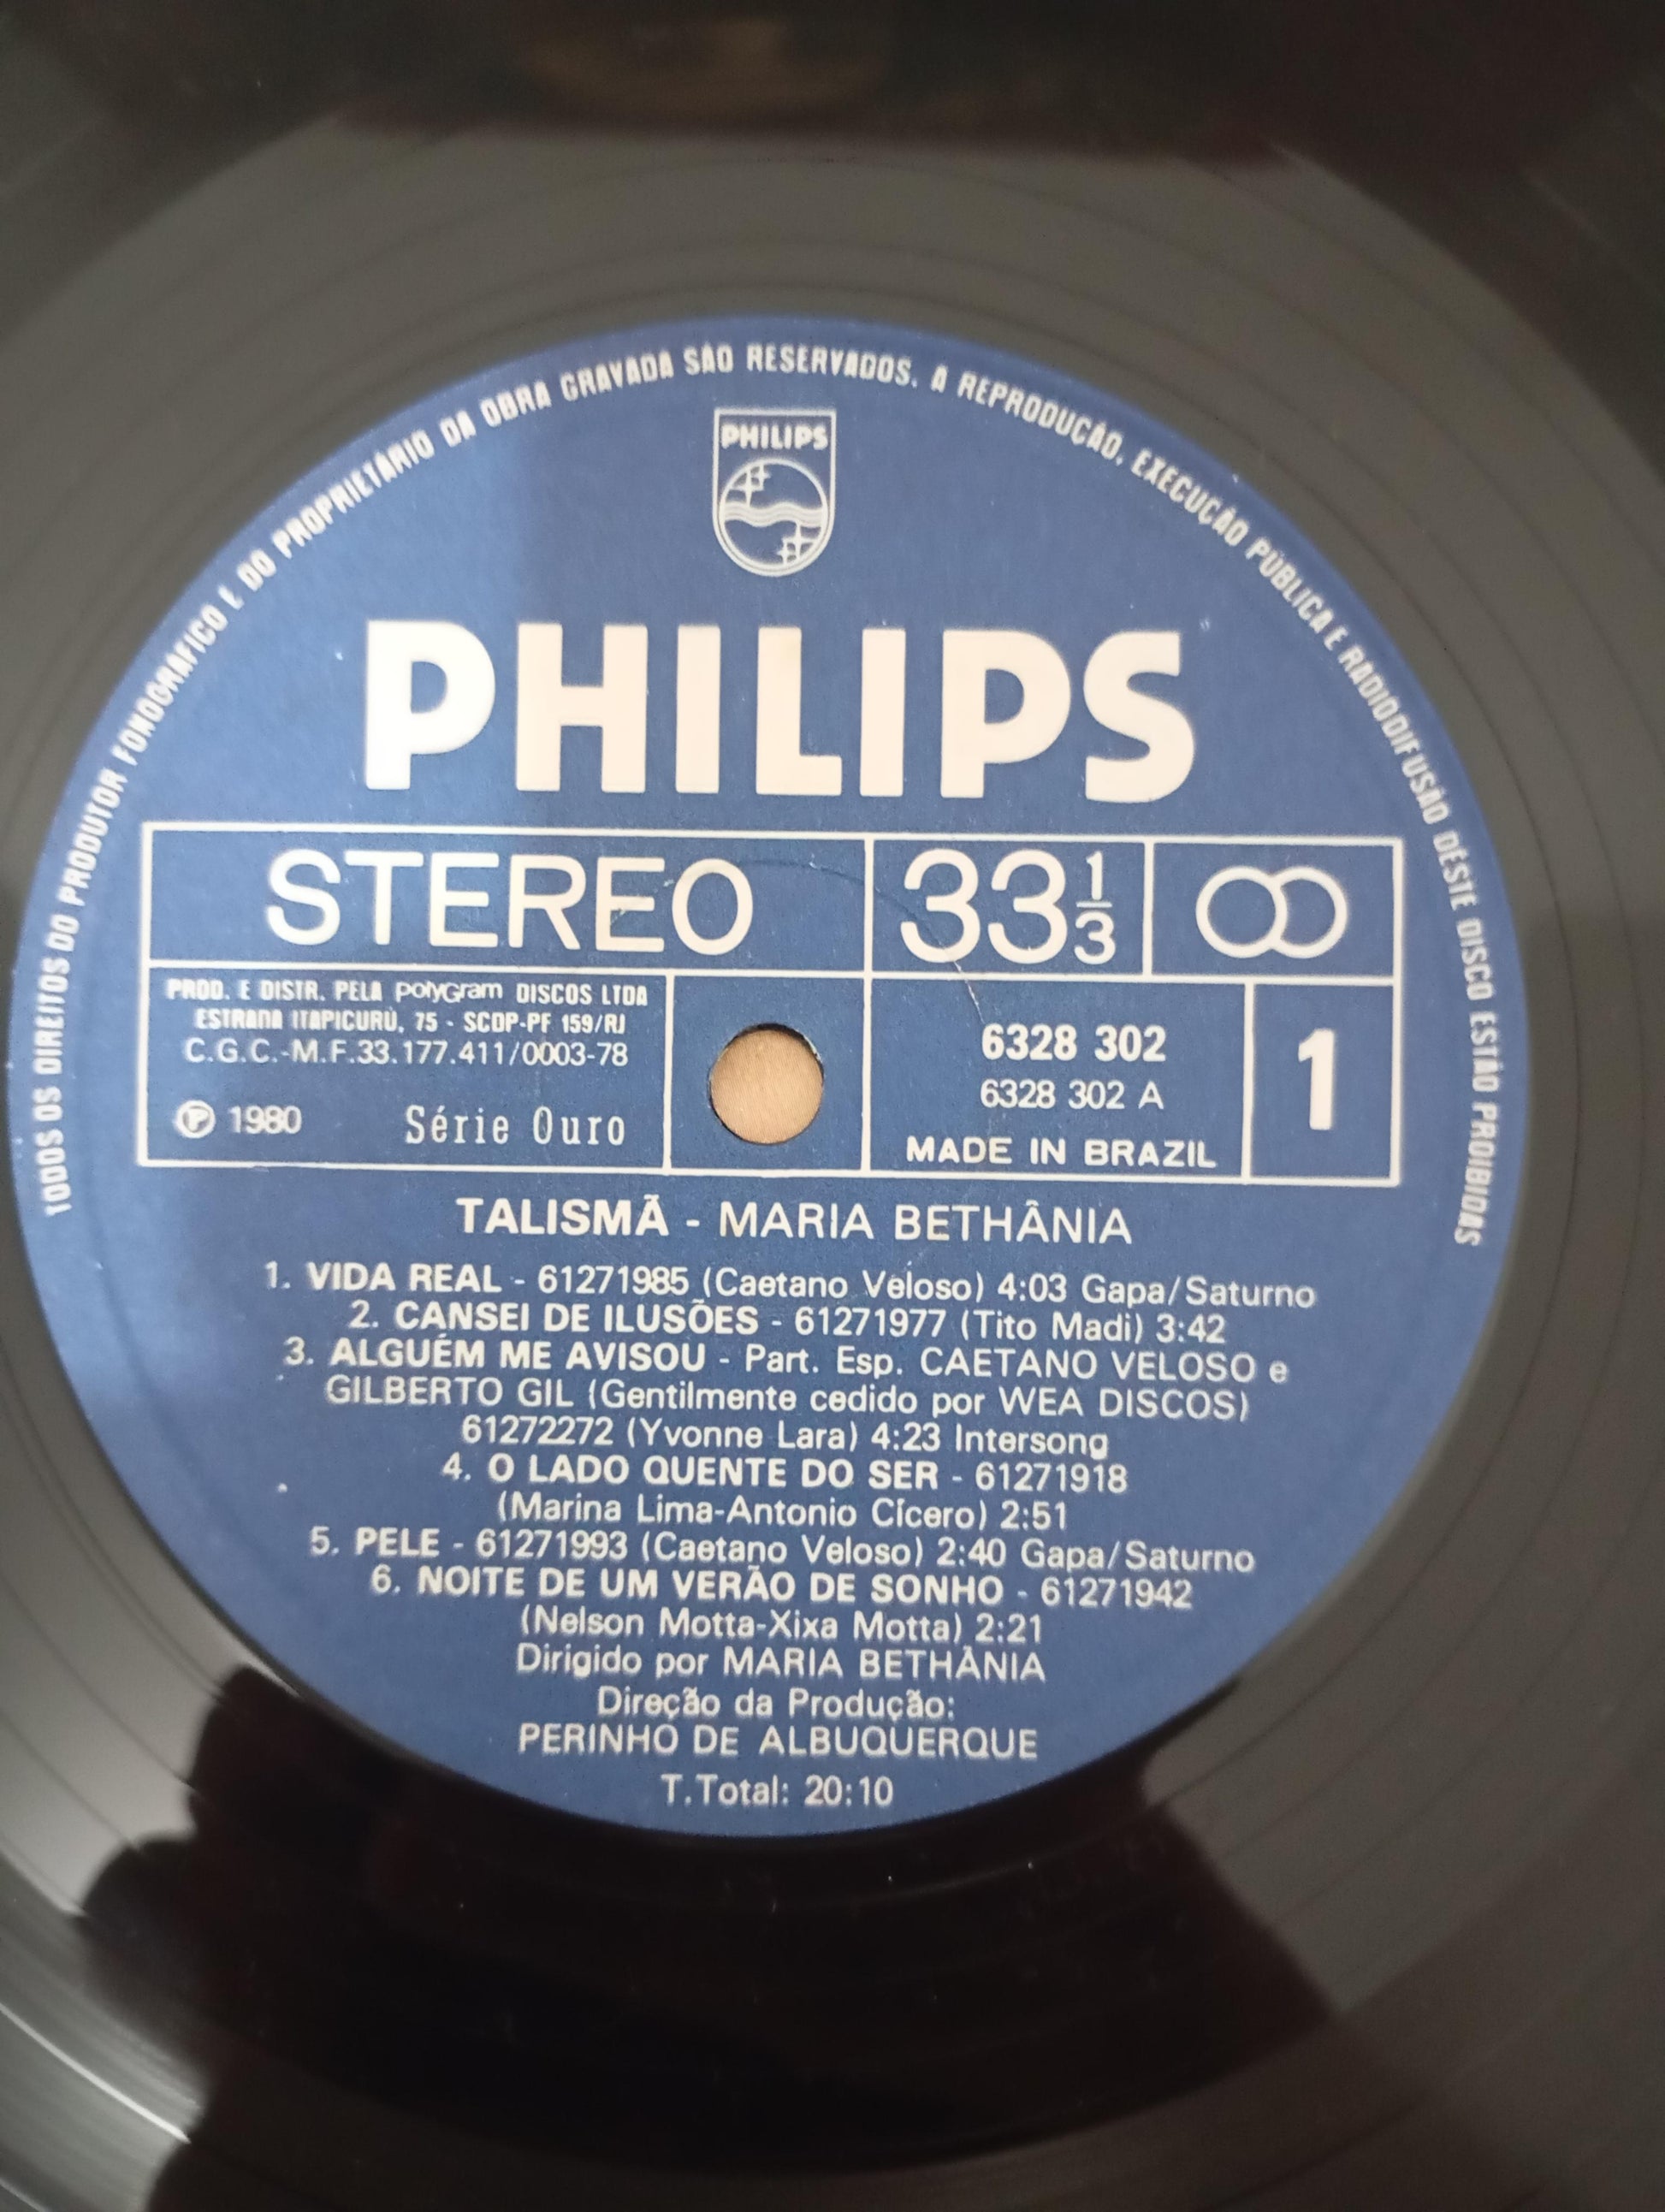 TODOS OS DIREITOS DO PRODUTOR FONOGRÁFICO E DO PROPRIETÁRIO DA OBRA GRAVADA SÃO RESERVADOS. A REPRODUÇÃO, EXECUÇÃO PÚBLICA E RADIODIFUSÃO DESTE DISCO ESTÃO PROIBIDAS
PHILIPS
PHILIPS
STEREO 33 1/3
PROD. E DISTR. PELA PolyGram DISCOS LTDA
ESTRADA ITAPICURÚ, 75 - SCDP-PF 159/RJ
C.G.C.-M.F.33.177.411/0003-78
℗ 1980 Série Ouro
6328 302
6328 302 A
MADE IN BRAZIL
1
TALISMÃ - MARIA BETHÂNIA
1. VIDA REAL - 61271985 (Caetano Veloso) 4:03 Gapa/Saturno
2. CANSEI DE ILUSÕES - 61271977 (Tito Madi) 3:42
3. ALGUÉM ME AVISOU - Part. Esp. CAETANO VELOSO e
GILBERTO GIL (Gentilmente cedido por WEA DISCOS)
61272272 (Yvonne Lara) 4:23 Intersong
4. O LADO QUENTE DO SER - 61271918
(Marina Lima-Antonio Cícero) 2:51
5. PELE - 61271993 (Caetano Veloso) 2:40 Gapa/Saturno
6. NOITE DE UM VERÃO DE SONHO - 61271942
(Nelson Motta-Xixa Motta) 2:21
Dirigido por MARIA BETHÂNIA
Direção da Produção:
PERINHO DE ALBUQUERQUE
T.Total: 20:10